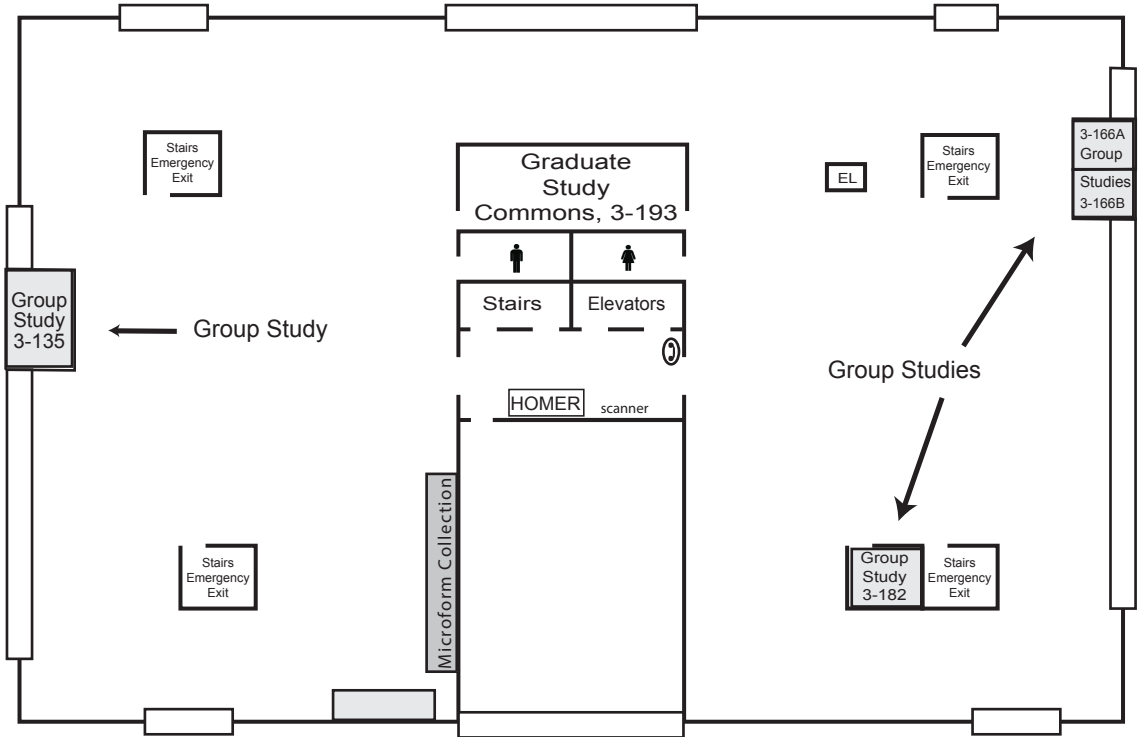 Stairs
Emergency
Exit
Graduate
Study
Commons, 3-193
EL
Stairs
Emergency
Exit
3-166A
Group
Studies
3-166B
Group
Study
3-135
Group Study
Stairs
Elevators
Group Studies
HOMER
scanner
Microform Collection
Stairs
Emergency
Exit
Group
Study
3-182
Stairs
Emergency
Exit